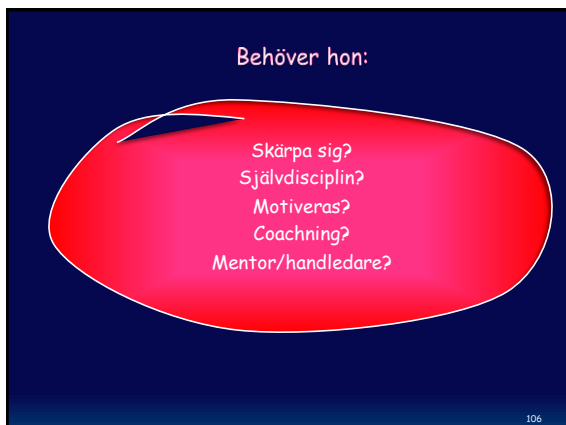 Behöver hon:
Skärpa sig?
Självdisciplin?
Motiveras?
Coachning?
Mentor/handledare?
106